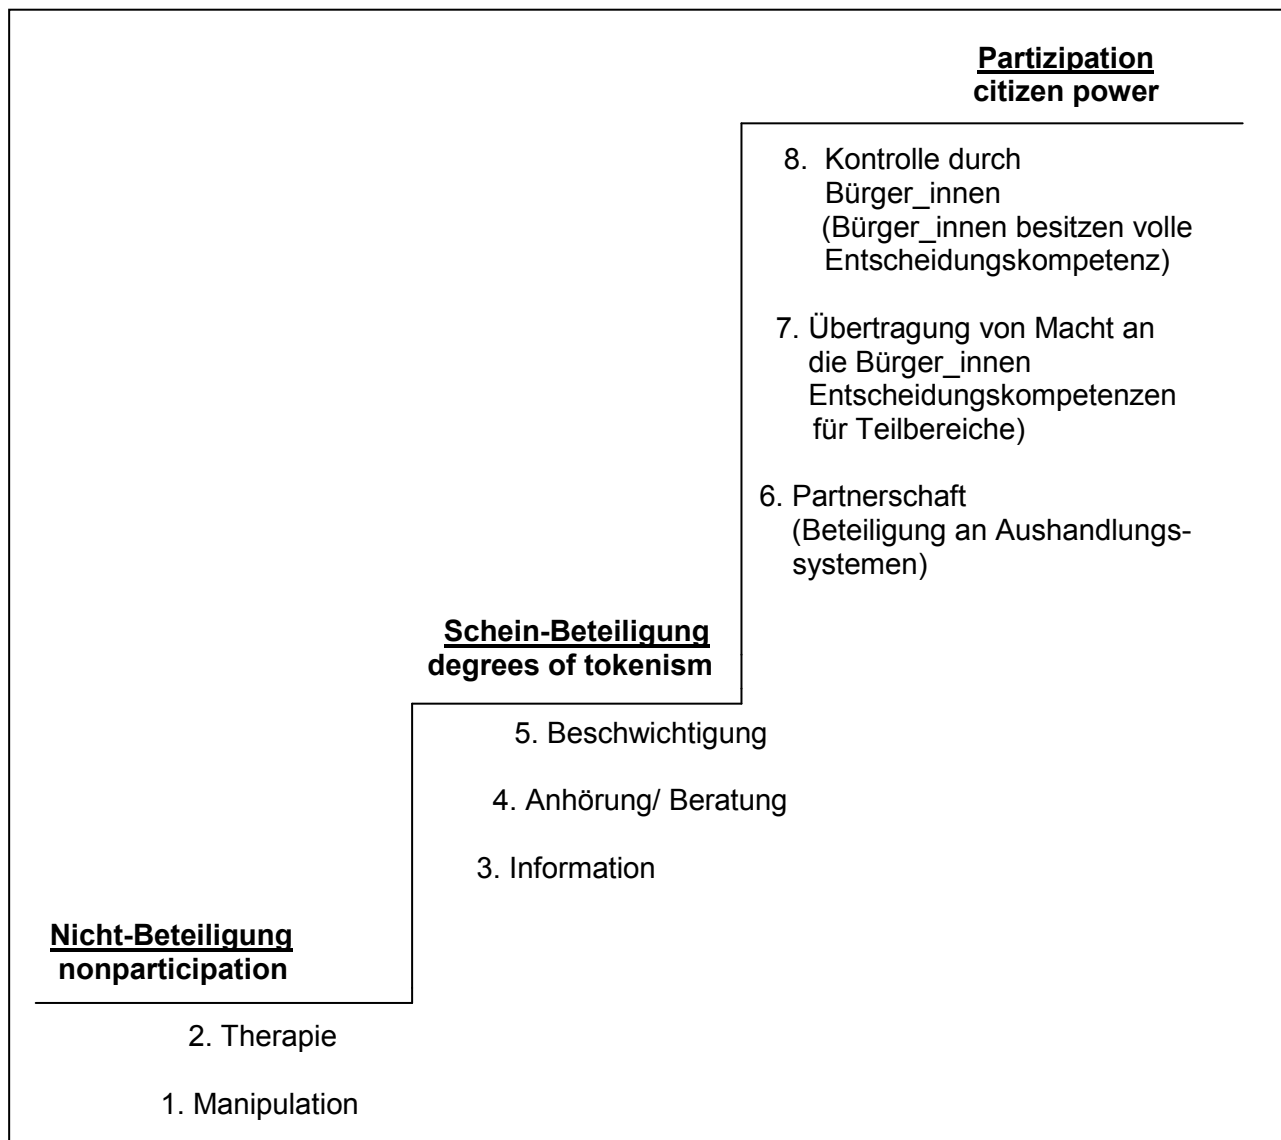 Partizipation
citizen power
8. Kontrolle durch
Bürger_innen
(Bürger_innen besitzen volle
Entscheidungskompetenz)
7. Übertragung von Macht an
die Bürger_innen
Entscheidungskompetenzen
für Teilbereiche)
6. Partnerschaft
(Beteiligung an Aushandlungs-
systemen)
Schein-Beteiligung
degrees of tokenism
5. Beschwichtigung
4. Anhörung/ Beratung
3. Information
Nicht-Beteiligung
nonparticipation
2. Therapie
1. Manipulation